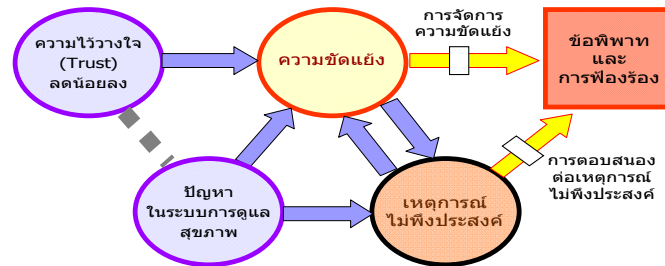 ความไว้วางใจ
(Trust)
ลดน้อยลง
ความขัดแย้ง
การจัดการ
ความขัดแย้ง
ข้อพิพาท
และ
การฟ้องร้อง
ปัญหา
ในระบบการดูแล
สุขภาพ
เหตุการณ์
ไม่พึงประสงค์
การตอบสนอง
ต่อเหตุการณ์
ไม่พึงประสงค์